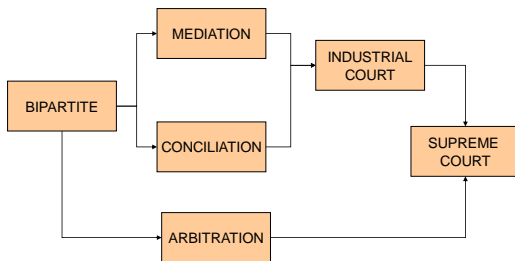 MEDIATION
INDUSTRIAL
COURT
BIPARTITE
CONCILIATION
SUPREME
COURT
ARBITRATION